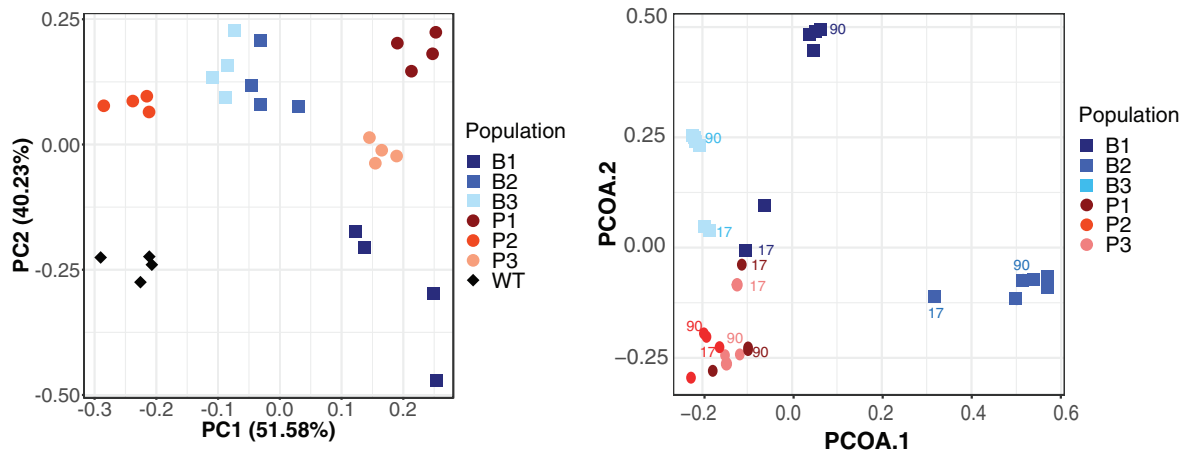 0.25
0.00
-0.25
-0.50
PC2 (40.23%)
-0.3
-0.2
-0.1
0.0
0.1
0.2
PC1 (51.58%)
Population
B1
B2
B3
P1
P2
P3
WT
0.50
0.25
0.00
−0.25
PCOA.2
90
90
17
17
17
17
90
17
90
90
17
90
−0.2
0.0
0.2
0.4
0.6
PCOA.1
Population
B1
B2
B3
P1
P2
P3